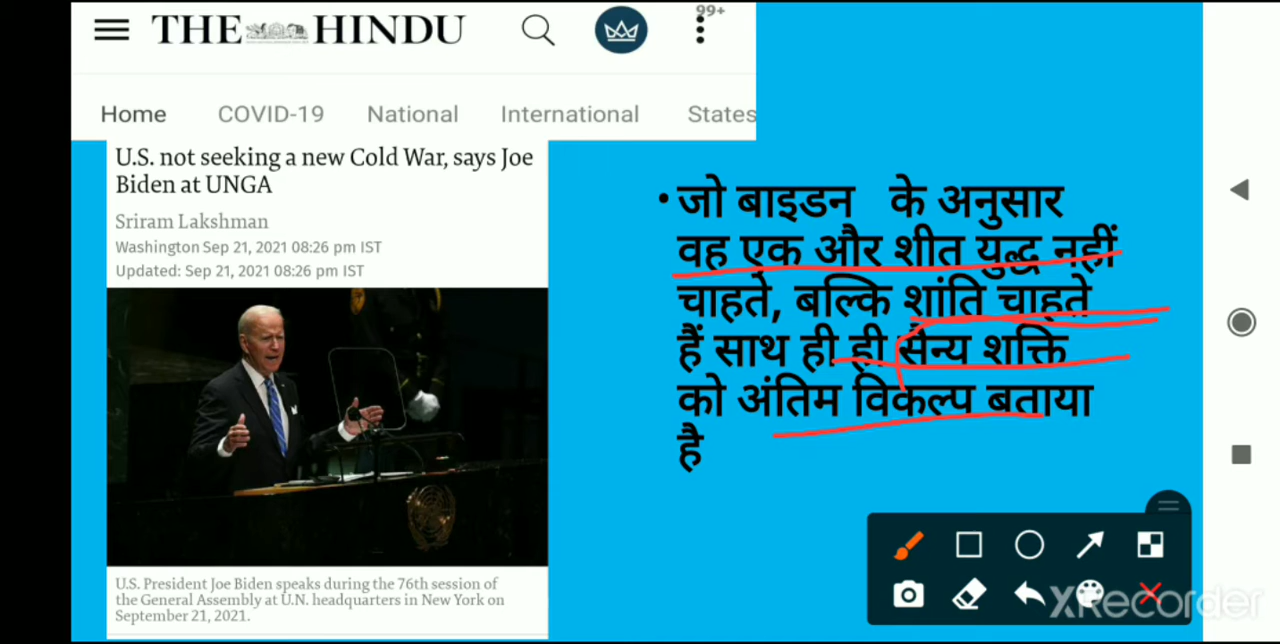 THE HINDU
99+
Home COVID-19 National International States
U.S. not seeking a new Cold War, says Joe
Biden at UNGA
Sriram Lakshman
Washington Sep 21, 2021 08:26 pm IST
Updated: Sep 21, 2021 08:26 pm IST
U.S. President Joe Biden speaks during the 76th session of
the General Assembly at U.N. headquarters in New York on
September 21, 2021.
• जो बाइडन के अनुसार
वह एक और शीत युद्ध नहीं
चाहते, बल्कि शांति चाहते
हैं साथ ही ही सैन्य शक्ति
को अंतिम विकल्प बताया
है
XRecorder